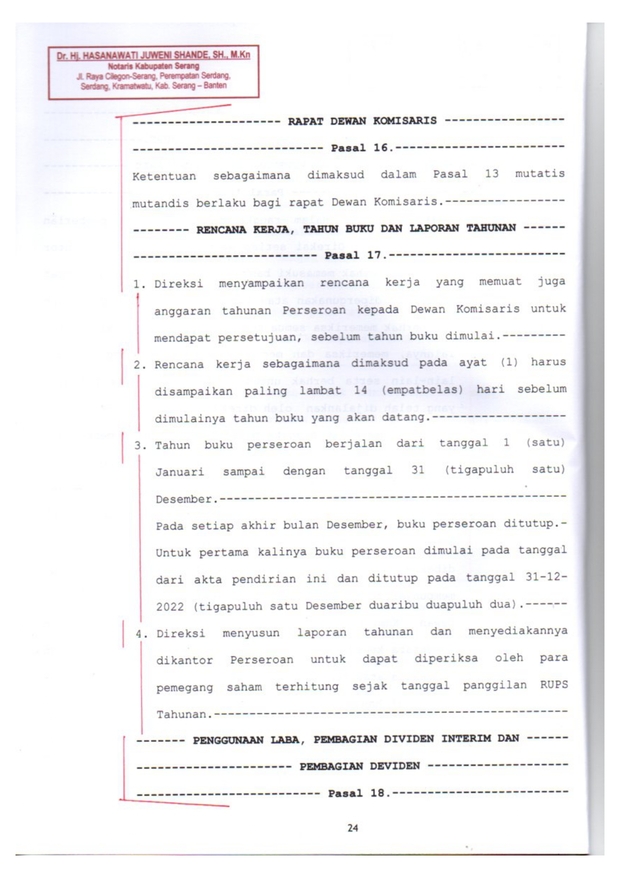 Dr. Hj. HASANAWATI JUWENI SHANDE, SH., M.Kn
Notaris Kabupaten Serang
Jl. Raya Cilegon-Serang, Perempatan Serdang,
Serdang, Kramatwatu, Kab. Serang – Banten
--------------------- RAPAT DEWAN KOMISARIS -----------------
--------------------------- Pasal 16.------------------------
Ketentuan sebagaimana dimaksud dalam Pasal 13 mutatis
mutandis berlaku bagi rapat Dewan Komisaris.-----------------
-------- RENCANA KERJA, TAHUN BUKU DAN LAPORAN TAHUNAN ------
-------------------------- Pasal 17.-------------------------
1. Direksi menyampaikan rencana kerja yang memuat juga
anggaran tahunan Perseroan kepada Dewan Komisaris untuk
mendapat persetujuan, sebelum tahun buku dimulai.---------
2. Rencana kerja sebagaimana dimaksud pada ayat (1) harus
disampaikan paling lambat 14 (empatbelas) hari sebelum
dimulainya tahun buku yang akan datang.-------------------
3. Tahun buku perseroan berjalan dari tanggal 1 (satu)
Januari sampai dengan tanggal 31 (tigapuluh satu)
Desember.-------------------------------------------------
Pada setiap akhir bulan Desember, buku perseroan ditutup.-
Untuk pertama kalinya buku perseroan dimulai pada tanggal
dari akta pendirian ini dan ditutup pada tanggal 31-12-
2022 (tigapuluh satu Desember duaribu duapuluh dua).------
4. Direksi menyusun laporan tahunan dan menyediakannya
dikantor Perseroan untuk dapat diperiksa oleh para
pemegang saham terhitung sejak tanggal panggilan RUPS
Tahunan.--------------------------------------------------
------- PENGGUNAAN LABA, PEMBAGIAN DIVIDEN INTERIM DAN ------
---------------------- PEMBAGIAN DEVIDEN --------------------
-------------------------- Pasal 18.-------------------------
24